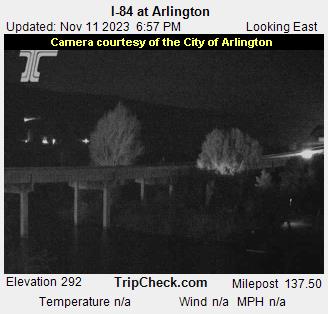 I-84 at Arlington
Updated: Nov 11 2023 6:57 PM Looking East
Camera courtesy of the City of Arlington
Elevation 292 TripCheck.com Milepost 137.50
Temperature n/a Wind n/a MPH n/a